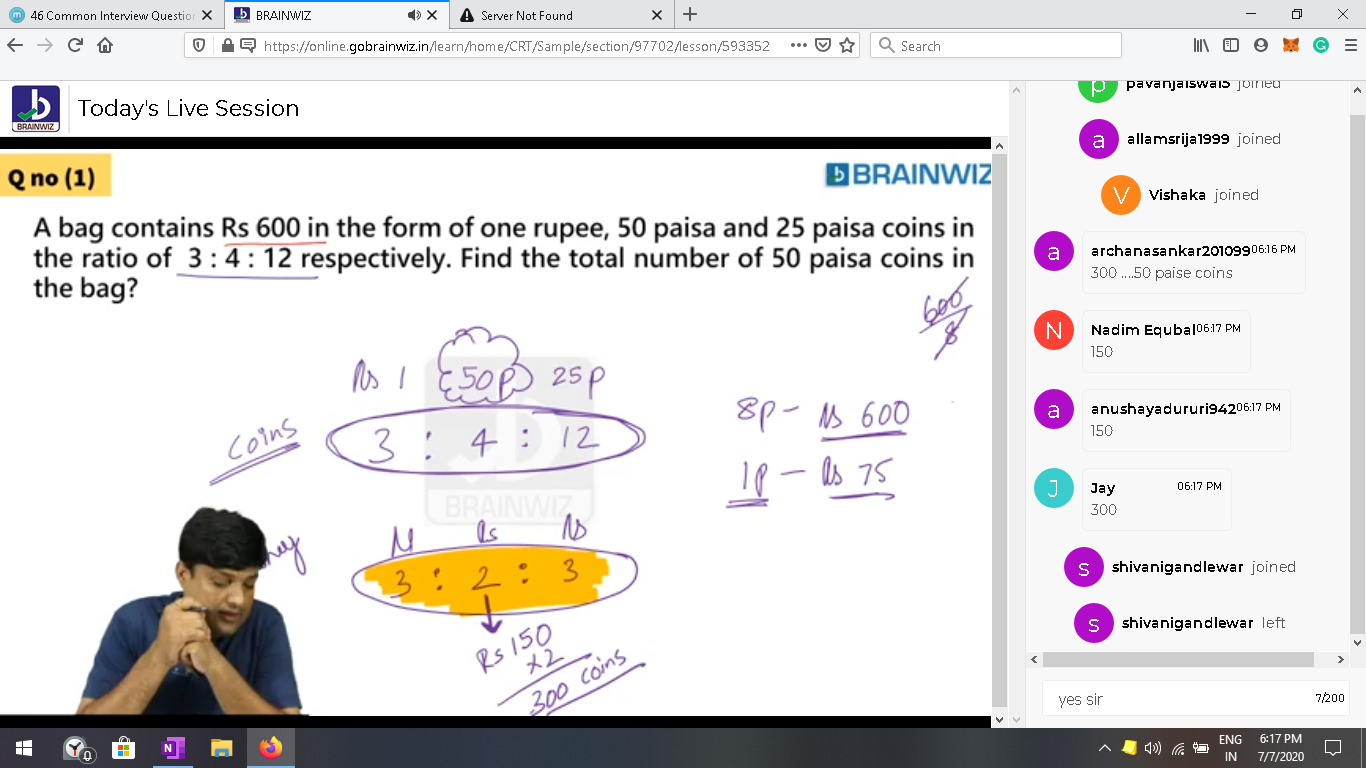 46 Common Interview Question
BRAINWIZ
Server Not Found
https://online.gobrainwiz.in/learn/home/CRT/Sample/section/97702/lesson/593352
Search
b
BRAINWIZ
Today's Live Session
Q no (1)
BRAINWIZ
A bag contains Rs 600 in the form of one rupee, 50 paisa and 25 paisa coins in
the ratio of 3 : 4 : 12 respectively. Find the total number of 50 paisa coins in
the bag?
600/8
Rs 1 50p 25p
coins 3 : 4 : 12
8p - Rs 600
1p - Rs 75
BRAINWIZ
Rs Rs
3 : 2 : 3
Rs 150
x2
300 coins
p pavanjaiswal5 joined
a allamsrija1999 joined
V Vishaka joined
a archanasankar201099 06:16 PM
300 ....50 paise coins
N Nadim Equbal 06:17 PM
150
a anushayadururi942 06:17 PM
150
J Jay 06:17 PM
300
s shivanigandlewar joined
s shivanigandlewar left
yes sir 7/200
ENG
IN
6:17 PM
7/7/2020